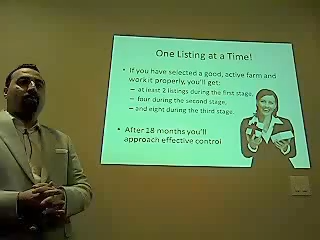 One Listing at a Time!
• If you have selected a good, active farm and
work it properly, you'll get:
– at least 2 listings during the first stage,
– four during the second stage,
– and eight during the third stage.
• After 18 months you'll
approach effective control